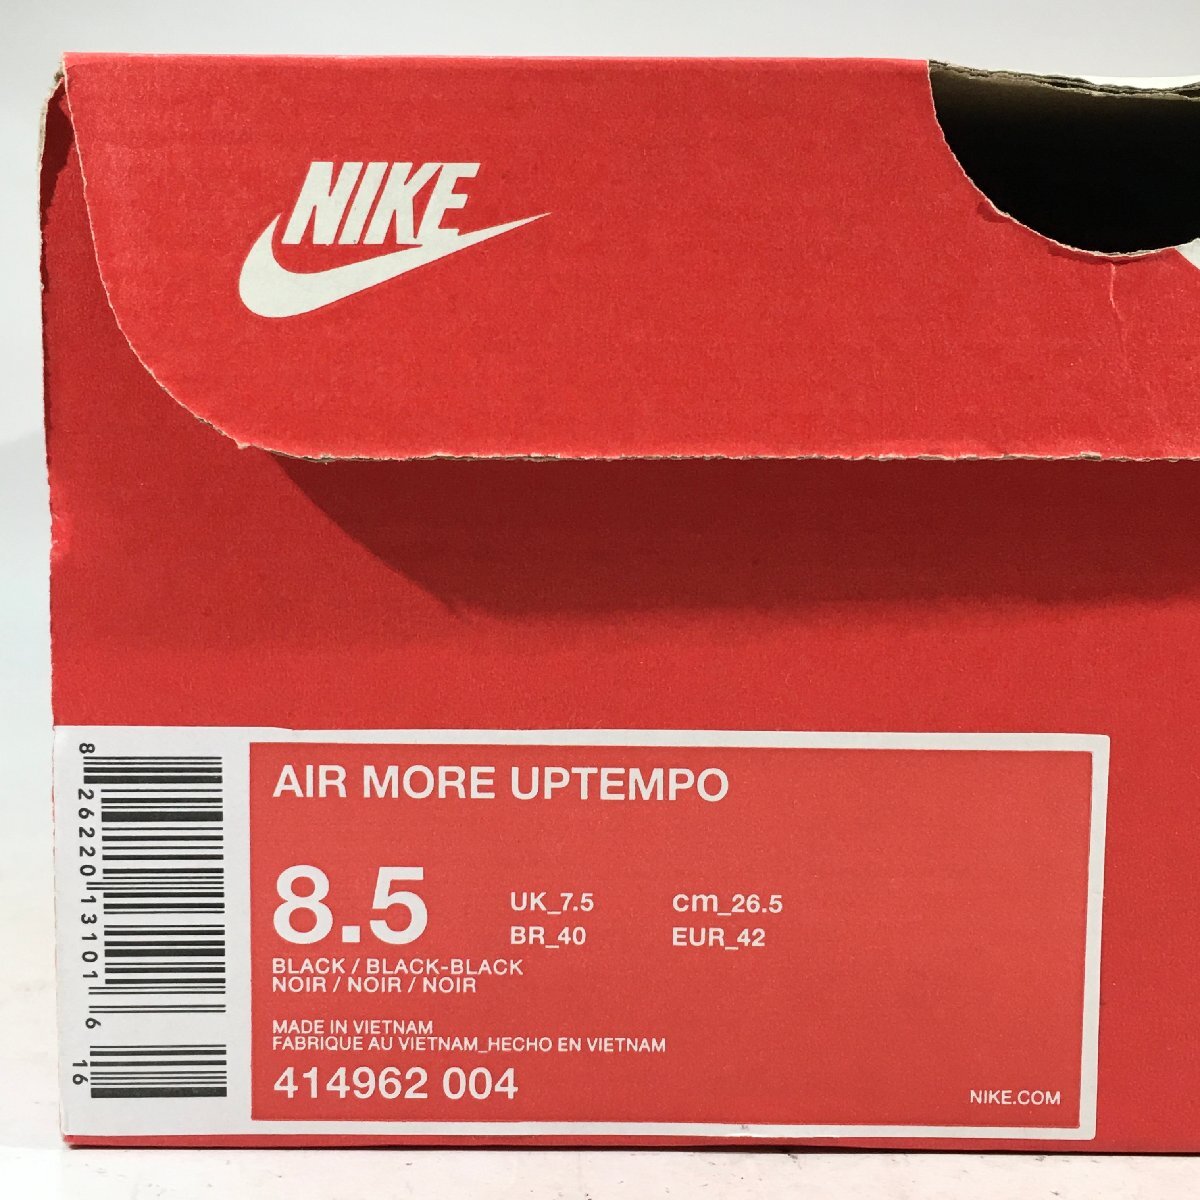 NIKE
AIR MORE UPTEMPO
8.5
UK_7.5 cm_26.5
BR_40 EUR_42
BLACK / BLACK-BLACK
NOIR / NOIR / NOIR
MADE IN VIETNAM
FABRIQUE AU VIETNAM_HECHO EN VIETNAM
414962 004
NIKE.COM
8 26220 13101 6 16